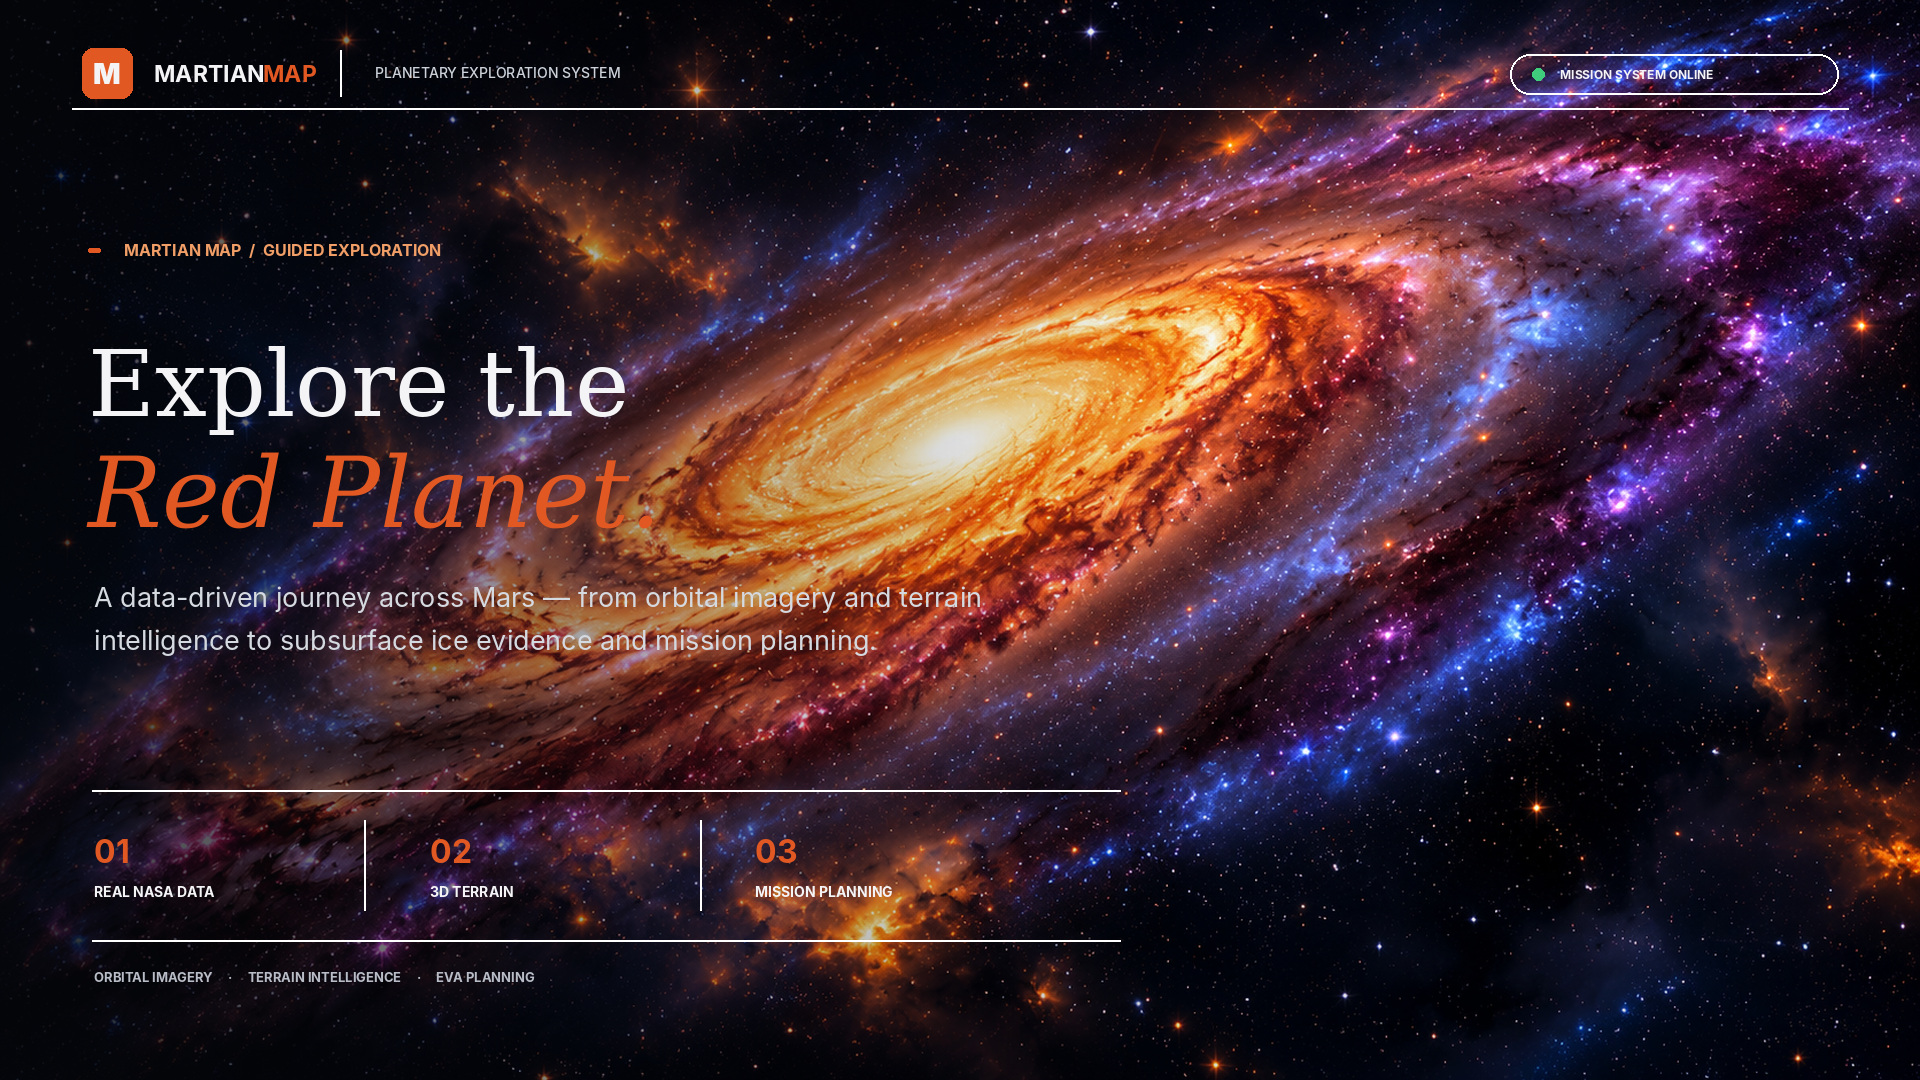 M MARTIANMAP PLANETARY EXPLORATION SYSTEM MISSION SYSTEM ONLINE
MARTIAN MAP / GUIDED EXPLORATION
Explore the
Red Planet.
A data-driven journey across Mars — from orbital imagery and terrain
intelligence to subsurface ice evidence and mission planning.
01 02 03
REAL NASA DATA 3D TERRAIN MISSION PLANNING
ORBITAL IMAGERY · TERRAIN INTELLIGENCE · EVA PLANNING